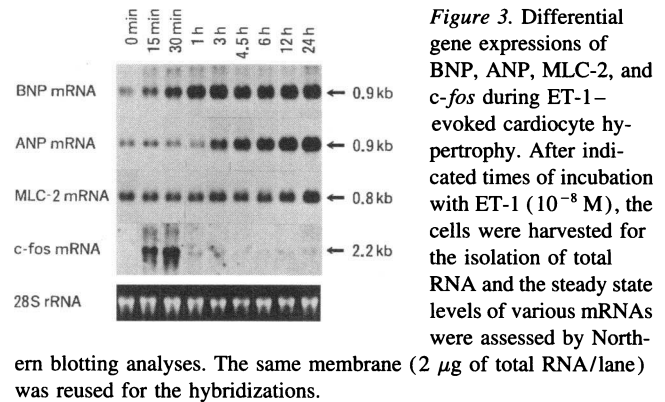 0 min 15 min 30 min 1 h 3 h 4.5 h 6 h 12 h 24 h
BNP mRNA ← 0.9 kb
ANP mRNA ← 0.9 kb
MLC-2 mRNA ← 0.8 kb
c-fos mRNA ← 2.2 kb
28S rRNA
Figure 3. Differential
gene expressions of
BNP, ANP, MLC-2, and
c-fos during ET-1–
evoked cardiocyte hy-
pertrophy. After indi-
cated times of incubation
with ET-1 (10⁻⁸ M), the
cells were harvested for
the isolation of total
RNA and the steady state
levels of various mRNAs
were assessed by North-
ern blotting analyses. The same membrane (2 μg of total RNA/lane)
was reused for the hybridizations.